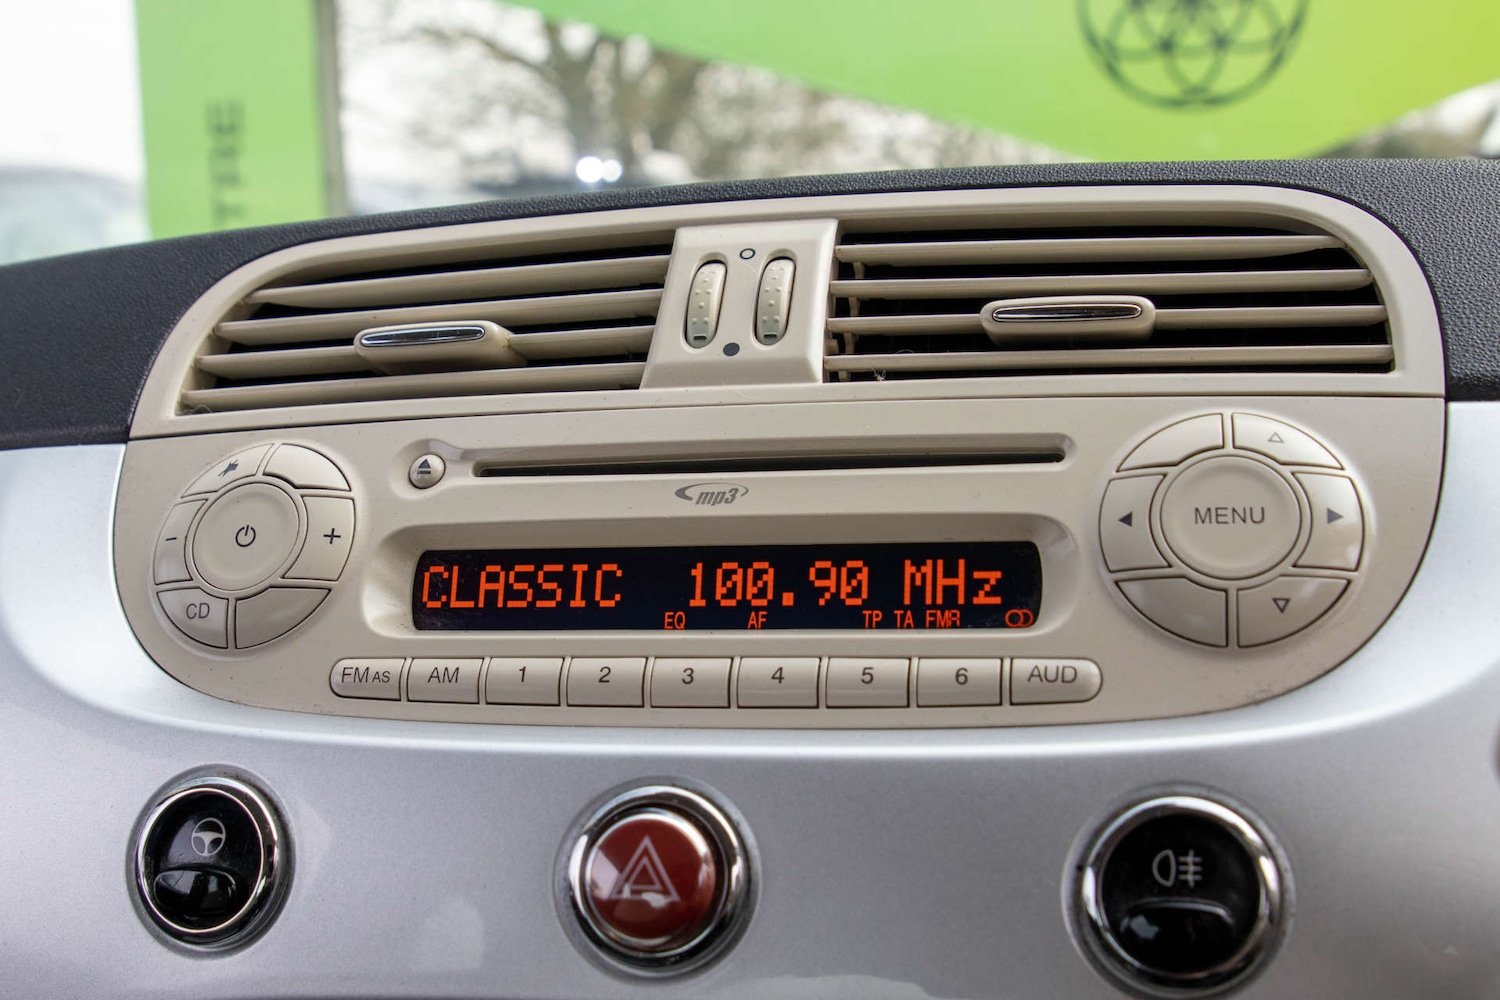 mp3
CLASSIC 100.90 MHz
EQ AF TP TA FMR
- +
CD
MENU
FM AS AM 1 2 3 4 5 6 AUD